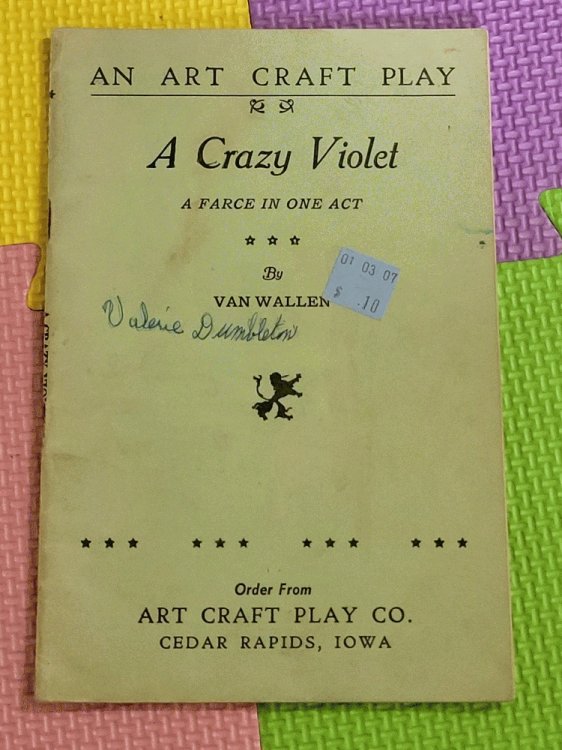 AN ART CRAFT PLAY
A Crazy Violet
A FARCE IN ONE ACT
By
VAN WALLEN
01 03 07
$ .10
Valerie Dumbleton
Order From
ART CRAFT PLAY CO.
CEDAR RAPIDS, IOWA